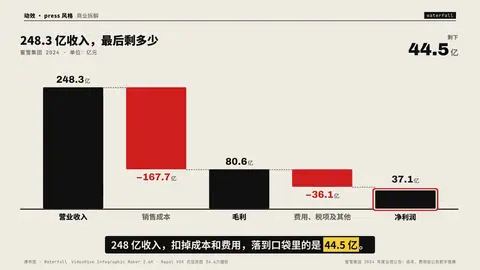 动效 • press 风格 商业拆解
waterfall
248.3 亿收入，最后剩多少
蜜雪集团 2024 · 单位：亿元
剩下
44.5 亿
248.3亿
-167.7亿
80.6亿
-36.1亿
37.1亿
营业收入
销售成本
毛利
费用、税项及其他
净利润
248 亿收入，扣掉成本和费用，落到口袋里的是 44.5 亿。